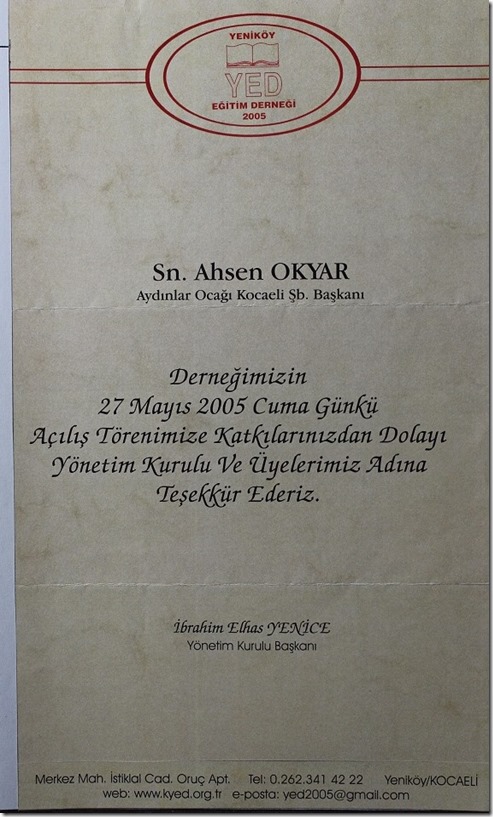 YENİKÖY
YED
EĞİTİM DERNEĞİ
2005
Sn. Ahsen OKYAR
Aydınlar Ocağı Kocaeli Şb. Başkanı
Derneğimizin
27 Mayıs 2005 Cuma Günkü
Açılış Törenimize Katkılarınızdan Dolayı
Yönetim Kurulu Ve Üyelerimiz Adına
Teşekkür Ederiz.
İbrahim Elhas YENİCE
Yönetim Kurulu Başkanı
Merkez Mah. İstiklal Cad. Oruç Apt. Tel: 0.262.341 42 22 Yeniköy/KOCAELİ
web: www.kyed.org.tr e-posta: yed2005@gmail.com